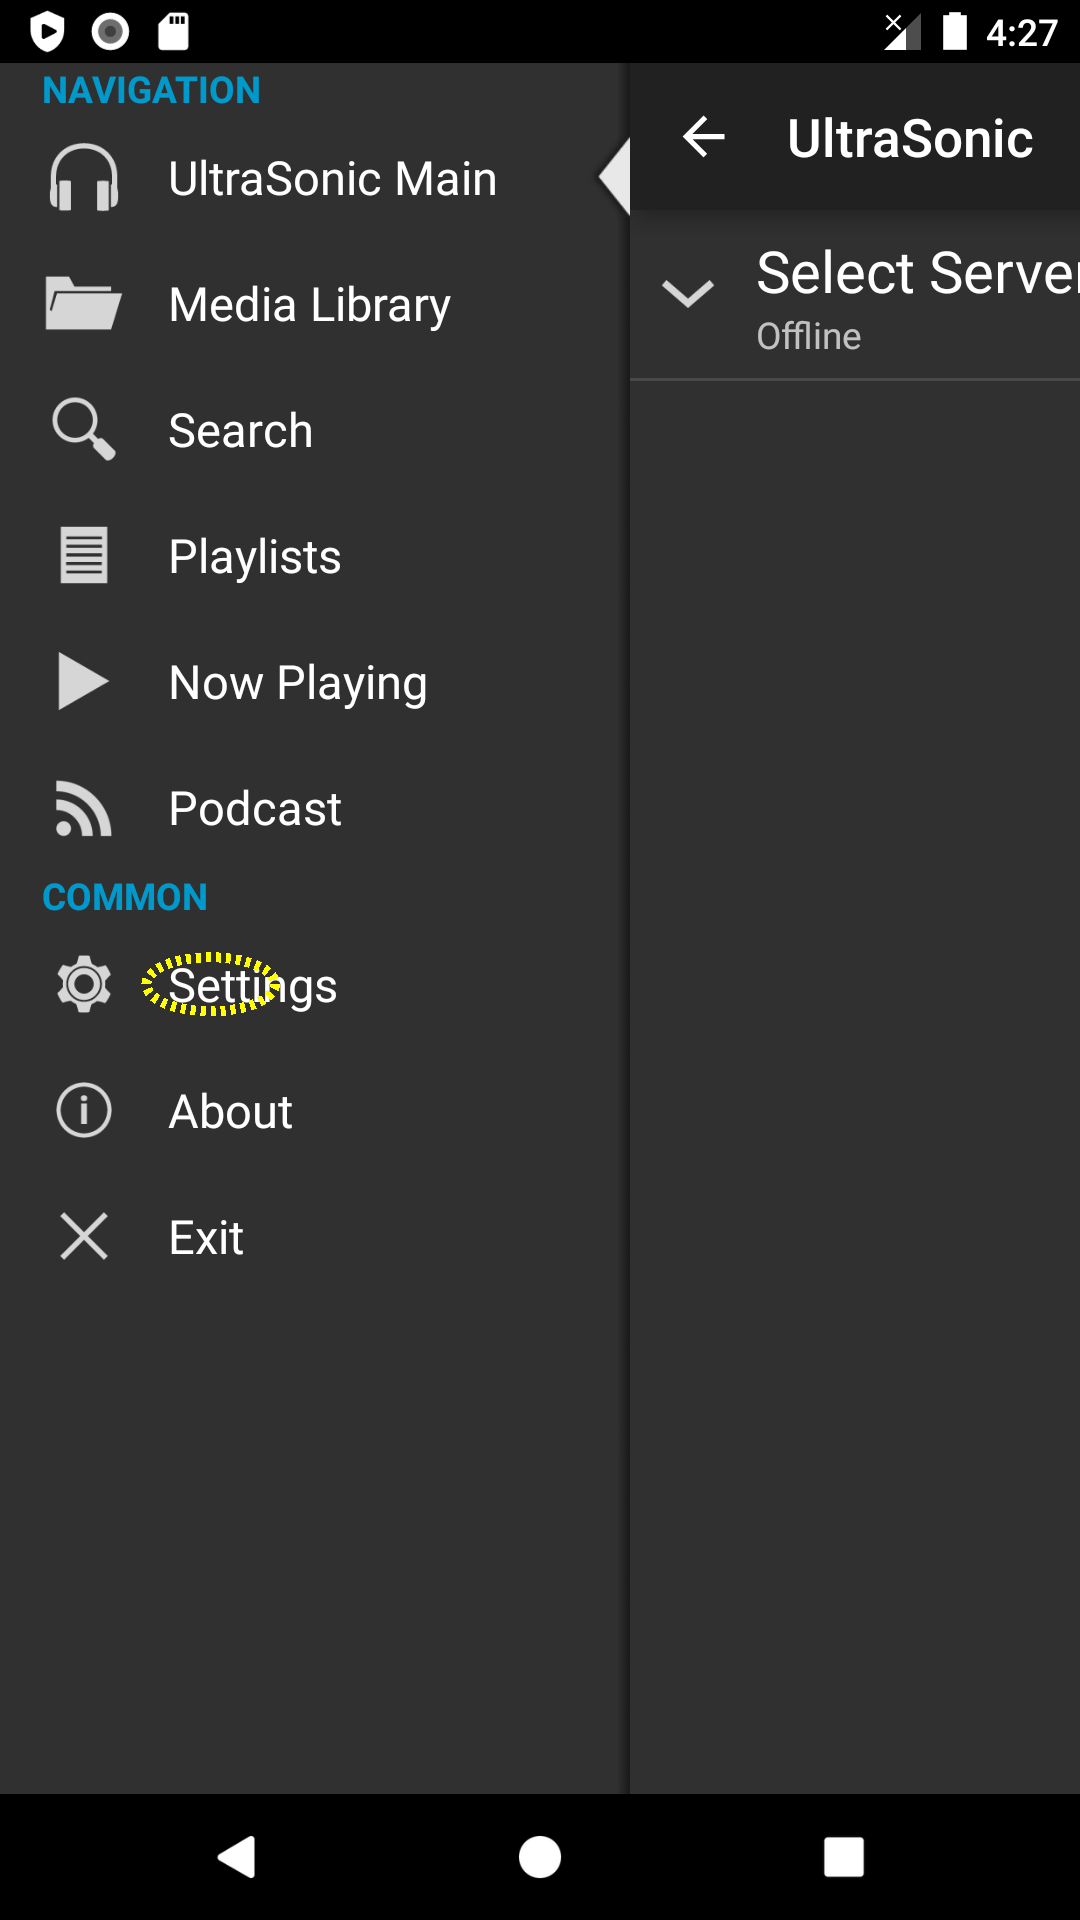 4:27
NAVIGATION
UltraSonic Main
Media Library
Search
Playlists
Now Playing
Podcast
COMMON
Settings
About
Exit
UltraSonic
Select Server
Offline